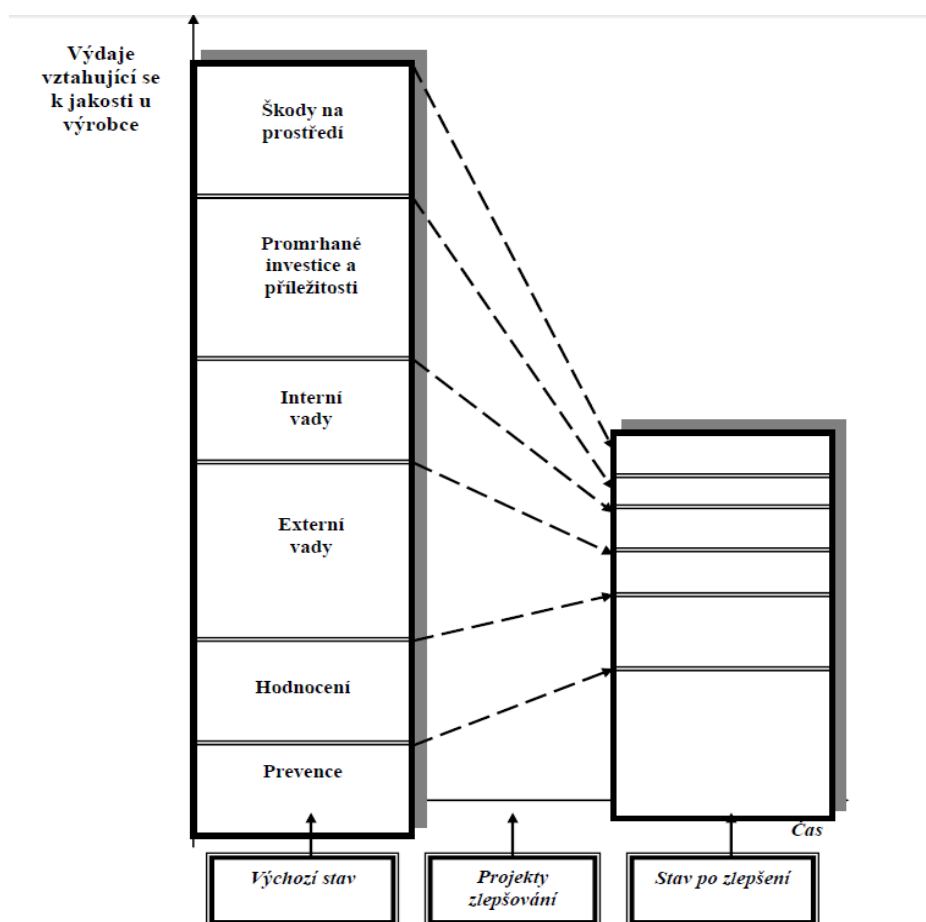 Výdaje
vztahující se
k jakosti u
výrobce
Škody na
prostředí
Promrhané
investice a
příležitosti
Interní
vady
Externí
vady
Hodnocení
Prevence
Čas
Výchozí stav
Projekty
zlepšování
Stav po zlepšení